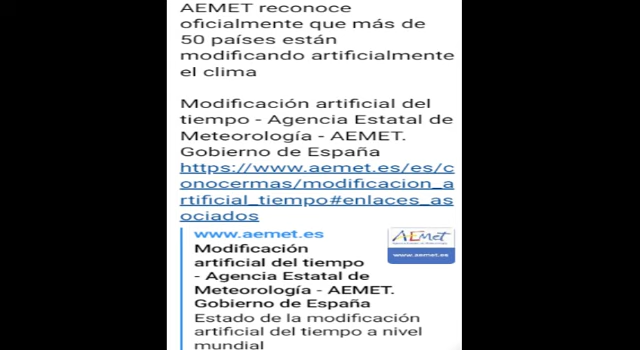 AEMET reconoce
oficialmente que más de
50 países están
modificando artificialmente
el clima
Modificación artificial del
tiempo - Agencia Estatal de
Meteorología - AEMET.
Gobierno de España
https://www.aemet.es/es/c
onocermas/modificacion_a
rtificial_tiempo#enlaces_as
ociados
www.aemet.es
Modificación
artificial del tiempo
- Agencia Estatal de
Meteorología - AEMET.
Gobierno de España
Estado de la modificación
artificial del tiempo a nivel
mundial
AEMet
www.aemet.es